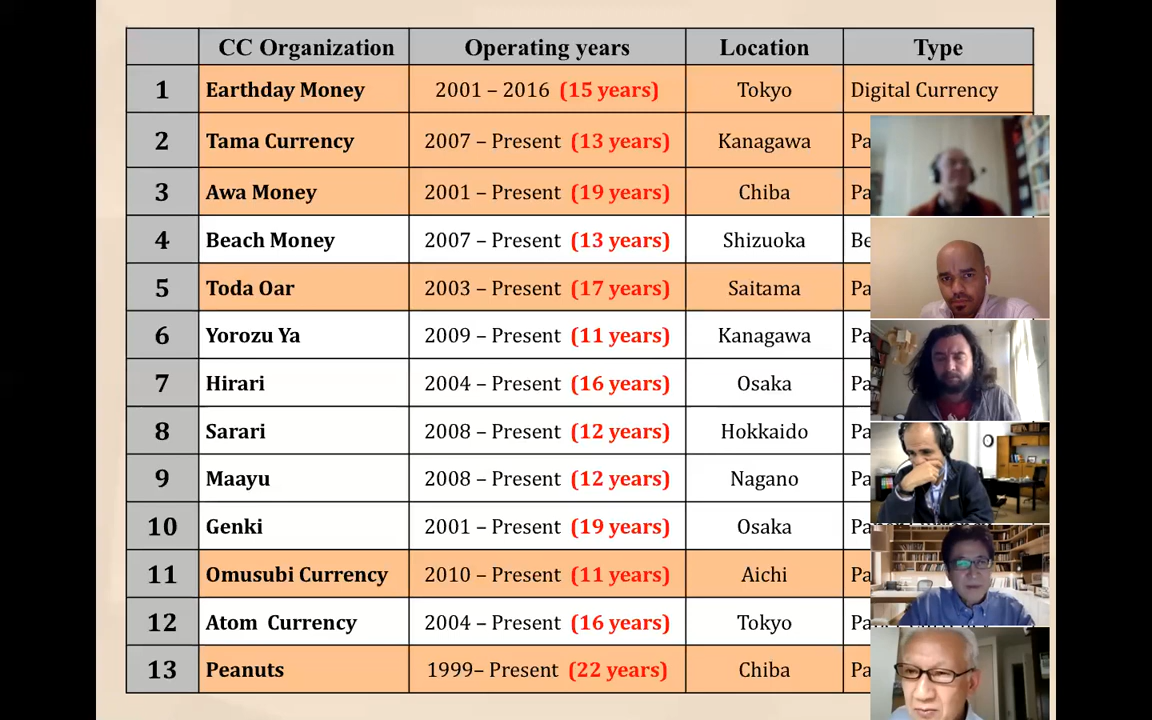 CC Organization Operating years Location Type
1 Earthday Money 2001 – 2016 (15 years) Tokyo Digital Currency
2 Tama Currency 2007 – Present (13 years) Kanagawa Pa
3 Awa Money 2001 – Present (19 years) Chiba Pa
4 Beach Money 2007 – Present (13 years) Shizuoka Be
5 Toda Oar 2003 – Present (17 years) Saitama Pa
6 Yorozu Ya 2009 – Present (11 years) Kanagawa Pa
7 Hirari 2004 – Present (16 years) Osaka Pa
8 Sarari 2008 – Present (12 years) Hokkaido Pa
9 Maayu 2008 – Present (12 years) Nagano Pa
10 Genki 2001 – Present (19 years) Osaka Pa
11 Omusubi Currency 2010 – Present (11 years) Aichi Pa
12 Atom Currency 2004 – Present (16 years) Tokyo Pa
13 Peanuts 1999– Present (22 years) Chiba Pa